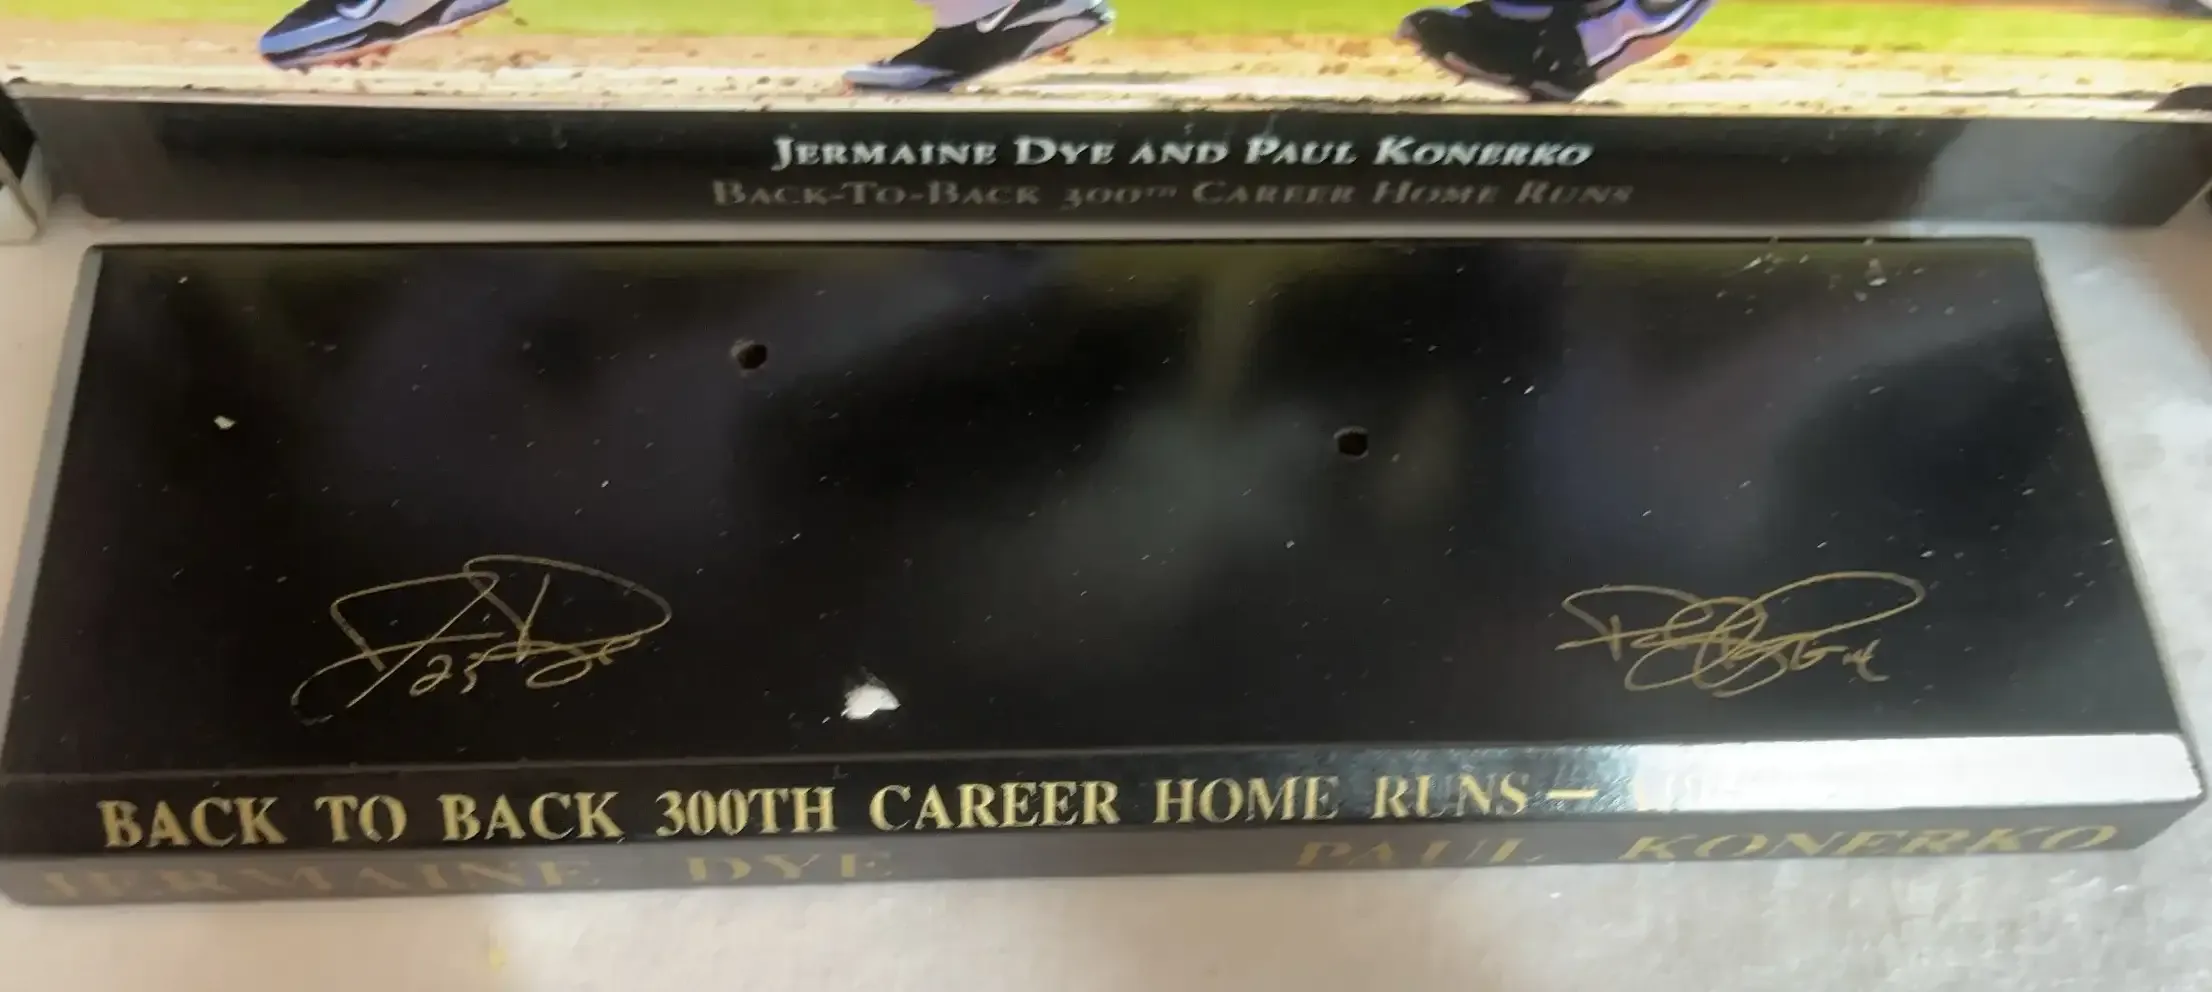 JERMAINE DYE AND PAUL KONERKO
BACK-TO-BACK 300TH CAREER HOME RUNS
23
BACK TO BACK 300TH CAREER HOME RUNS —
JERMAINE DYE PAUL KONERKO